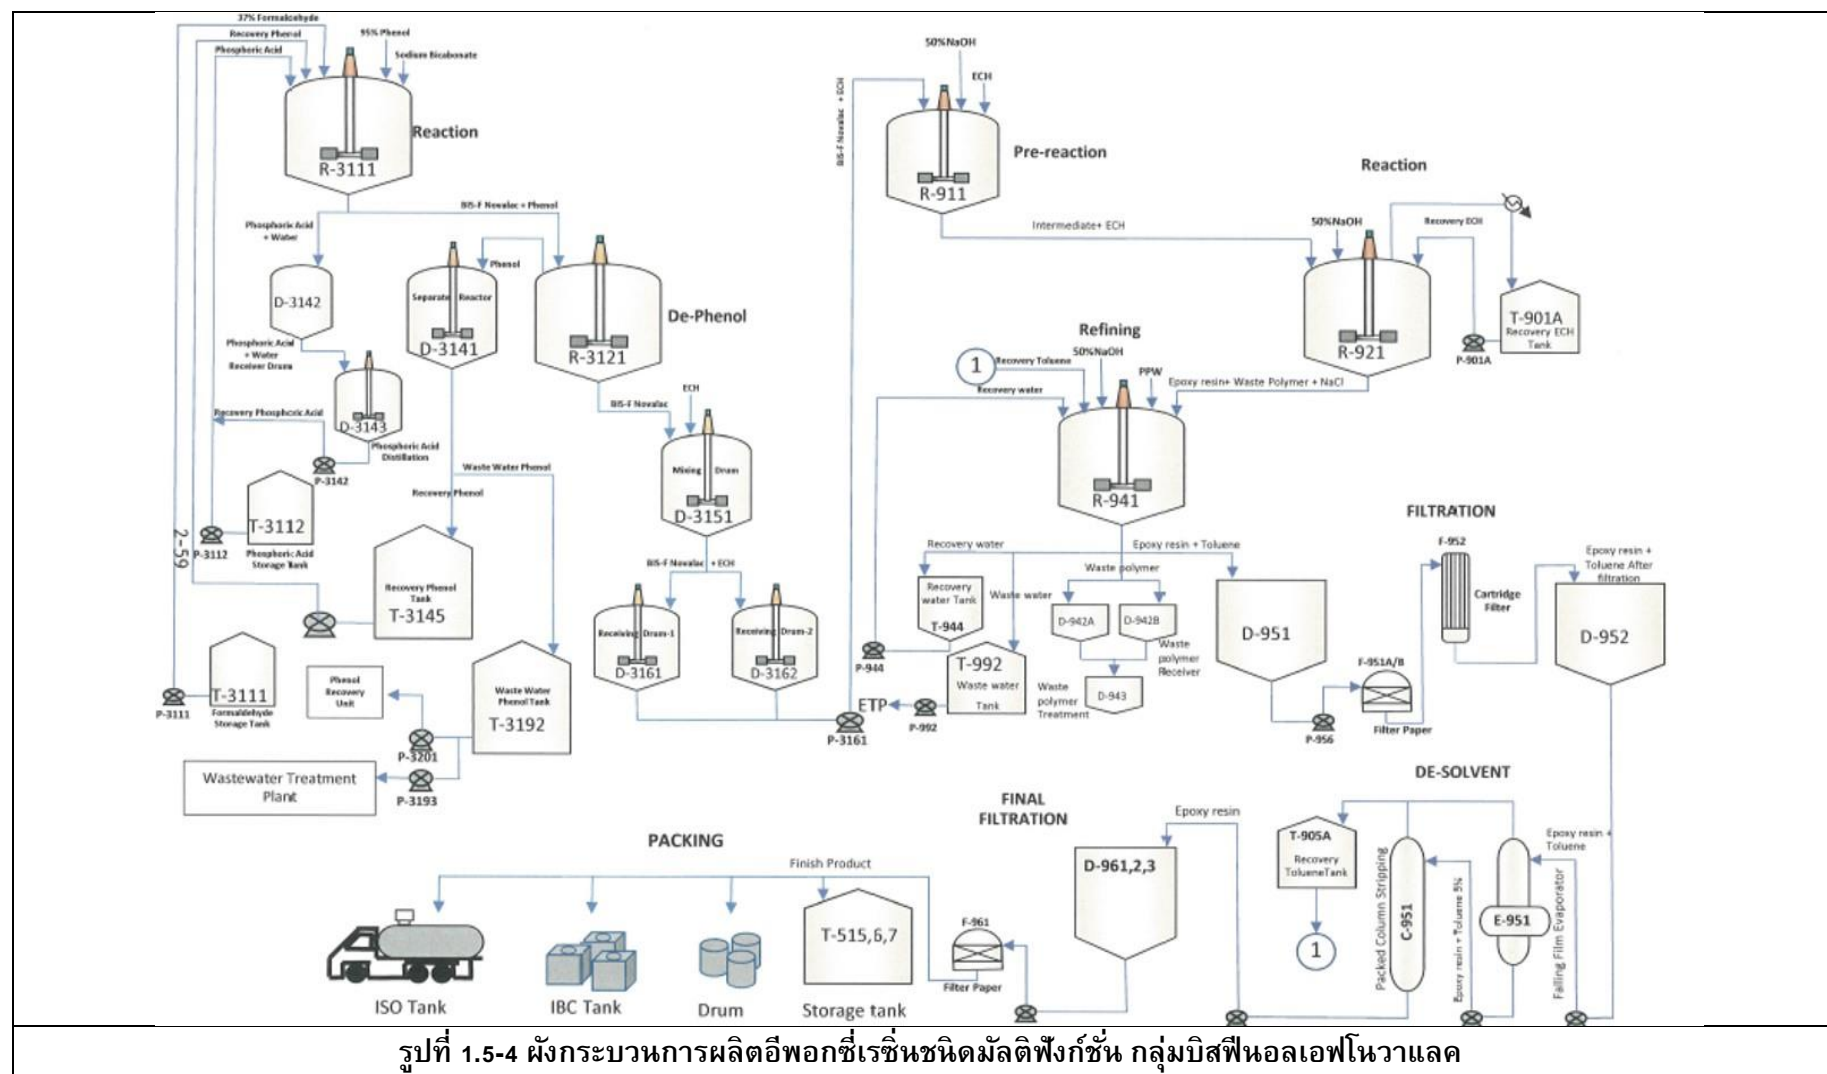 37% Formalcehyde
Recovery Phenol
Phosphoric Acid
95% Phenol
Sodium Bicabonate
Reaction
R-3111
BIS-F Novalac + Phenol
Phosphoric Acid
+ Water
D-3142
Phosphoric Acid
+ Water
Receiver Drum
D-3143
Recovery Phosphoric Acid
Phosphoric Acid
Distillation
P-3142
Phenol
Separate Reactor
D-3141
De-Phenol
R-3121
BIS-F Novalac
ECH
Mixing Drum
D-3151
Waste Water Phenol
Recovery Phenol
2-59
P-3112
T-3112
Phosphoric Acid
Storage Tank
Recovery Phenol
Tank
T-3145
BIS-F Novalac + ECH
Receiving Drum-1
D-3161
Receiving Drum-2
D-3162
P-3161
P-3111
T-3111
Formaldehyde
Storage Tank
Phenol
Recovery
Unit
Waste Water
Phenol Tank
T-3192
P-3201
P-3193
Wastewater Treatment
Plant
BIS-F Novalac + ECH
50%NaOH
ECH
Pre-reaction
R-911
Intermediate+ ECH
Reaction
50%NaOH
Recovery ECH
R-921
P-901A
T-901A
Recovery ECH
Tank
Refining
1
Recovery Toluene
50%NaOH
PPW
Recovery water
Epoxy resin+ Waste Polymer + NaCl
R-941
Recovery water
Epoxy resin + Toluene
Waste polymer
Waste water
Recovery
water Tank
T-944
P-944
D-942A
D-942B
Waste
polymer
Receiver
D-943
Waste
polymer
Treatment
T-992
Waste water
Tank
ETP
P-992
D-951
P-956
F-951A/B
Filter Paper
FILTRATION
F-952
Cartridge
Filter
Epoxy resin +
Toluene After
filtration
D-952
DE-SOLVENT
T-905A
Recovery
TolueneTank
1
Packed Column Stripping
C-951
Epoxy resin + Toluene 5%
E-951
Falling Film Evaporator
Epoxy resin +
Toluene
FINAL
FILTRATION
Epoxy resin
D-961,2,3
F-961
Filter Paper
PACKING
Finish Product
ISO Tank
IBC Tank
Drum
T-515,6,7
Storage tank
รูปที่ 1.5-4 ผังกระบวนการผลิตอีพอกซี่เรซิ่นชนิดมัลติฟังก์ชั่น กลุ่มบิสฟีนอลเอฟโนวาแลค